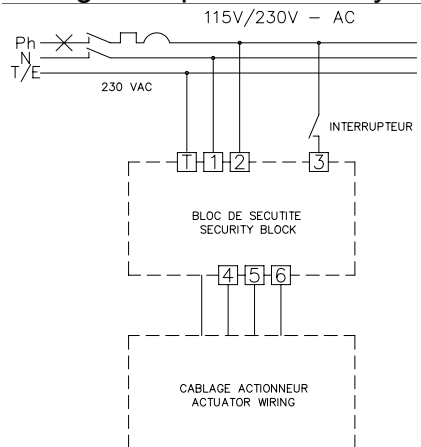 115V/230V - AC
Ph
N
T/E
230 VAC
INTERRUPTEUR
T 1 2 3
BLOC DE SECUTITE
SECURITY BLOCK
4 5 6
CABLAGE ACTIONNEUR
ACTUATOR WIRING